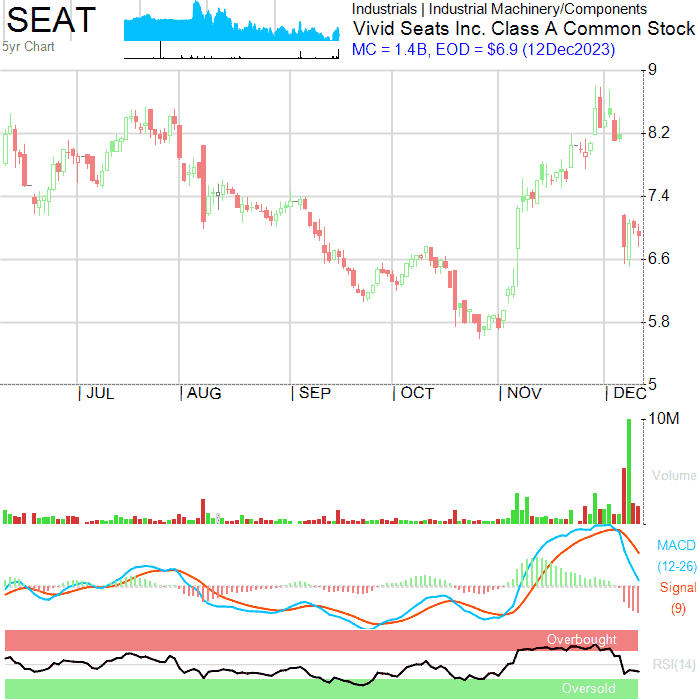 SEAT
5yr Chart
Industrials | Industrial Machinery/Components
Vivid Seats Inc. Class A Common Stock
MC = 1.4B, EOD = $6.9 (12Dec2023)
9
8.2
7.4
6.6
5.8
5
JUL AUG SEP OCT NOV DEC
10M
Volume
MACD
(12-26)
Signal
(9)
Overbought
RSI(14)
Oversold